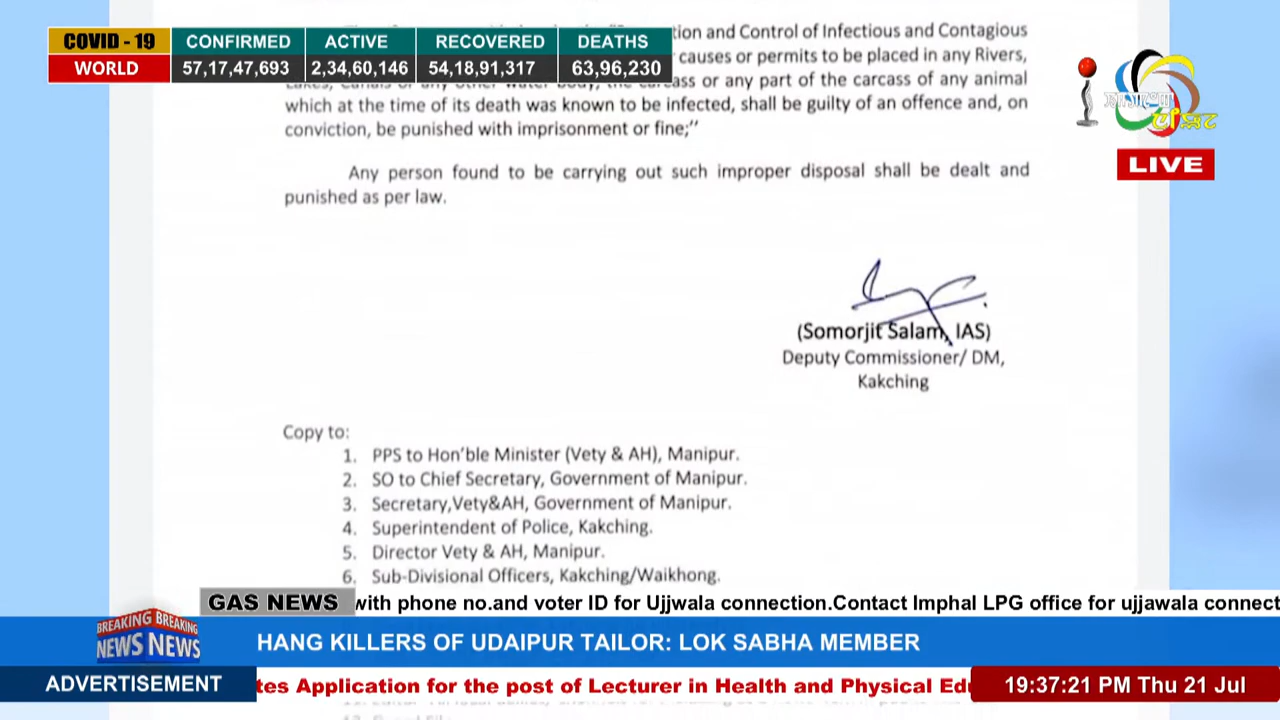 tion and Control of Infectious and Contagious
causes or permits to be placed in any Rivers,
ass or any part of the carcass of any animal
which at the time of its death was known to be infected, shall be guilty of an offence and, on
conviction, be punished with imprisonment or fine;”
Any person found to be carrying out such improper disposal shall be dealt and
punished as per law.
COVID - 19 CONFIRMED ACTIVE RECOVERED DEATHS
WORLD 57,17,47,693 2,34,60,146 54,18,91,317 63,96,230
LIVE
(Somorjit Salam, IAS)
Deputy Commissioner/ DM,
Kakching
Copy to:
1. PPS to Hon'ble Minister (Vety & AH), Manipur.
2. SO to Chief Secretary, Government of Manipur.
3. Secretary,Vety&AH, Government of Manipur.
4. Superintendent of Police, Kakching.
5. Director Vety & AH, Manipur.
6. Sub-Divisional Officers, Kakching/Waikhong.
GAS NEWS with phone no.and voter ID for Ujjwala connection.Contact Imphal LPG office for ujjawala connect
BREAKING BREAKING
NEWS NEWS
HANG KILLERS OF UDAIPUR TAILOR: LOK SABHA MEMBER
ADVERTISEMENT tes Application for the post of Lecturer in Health and Physical Edu 19:37:21 PM Thu 21 Jul